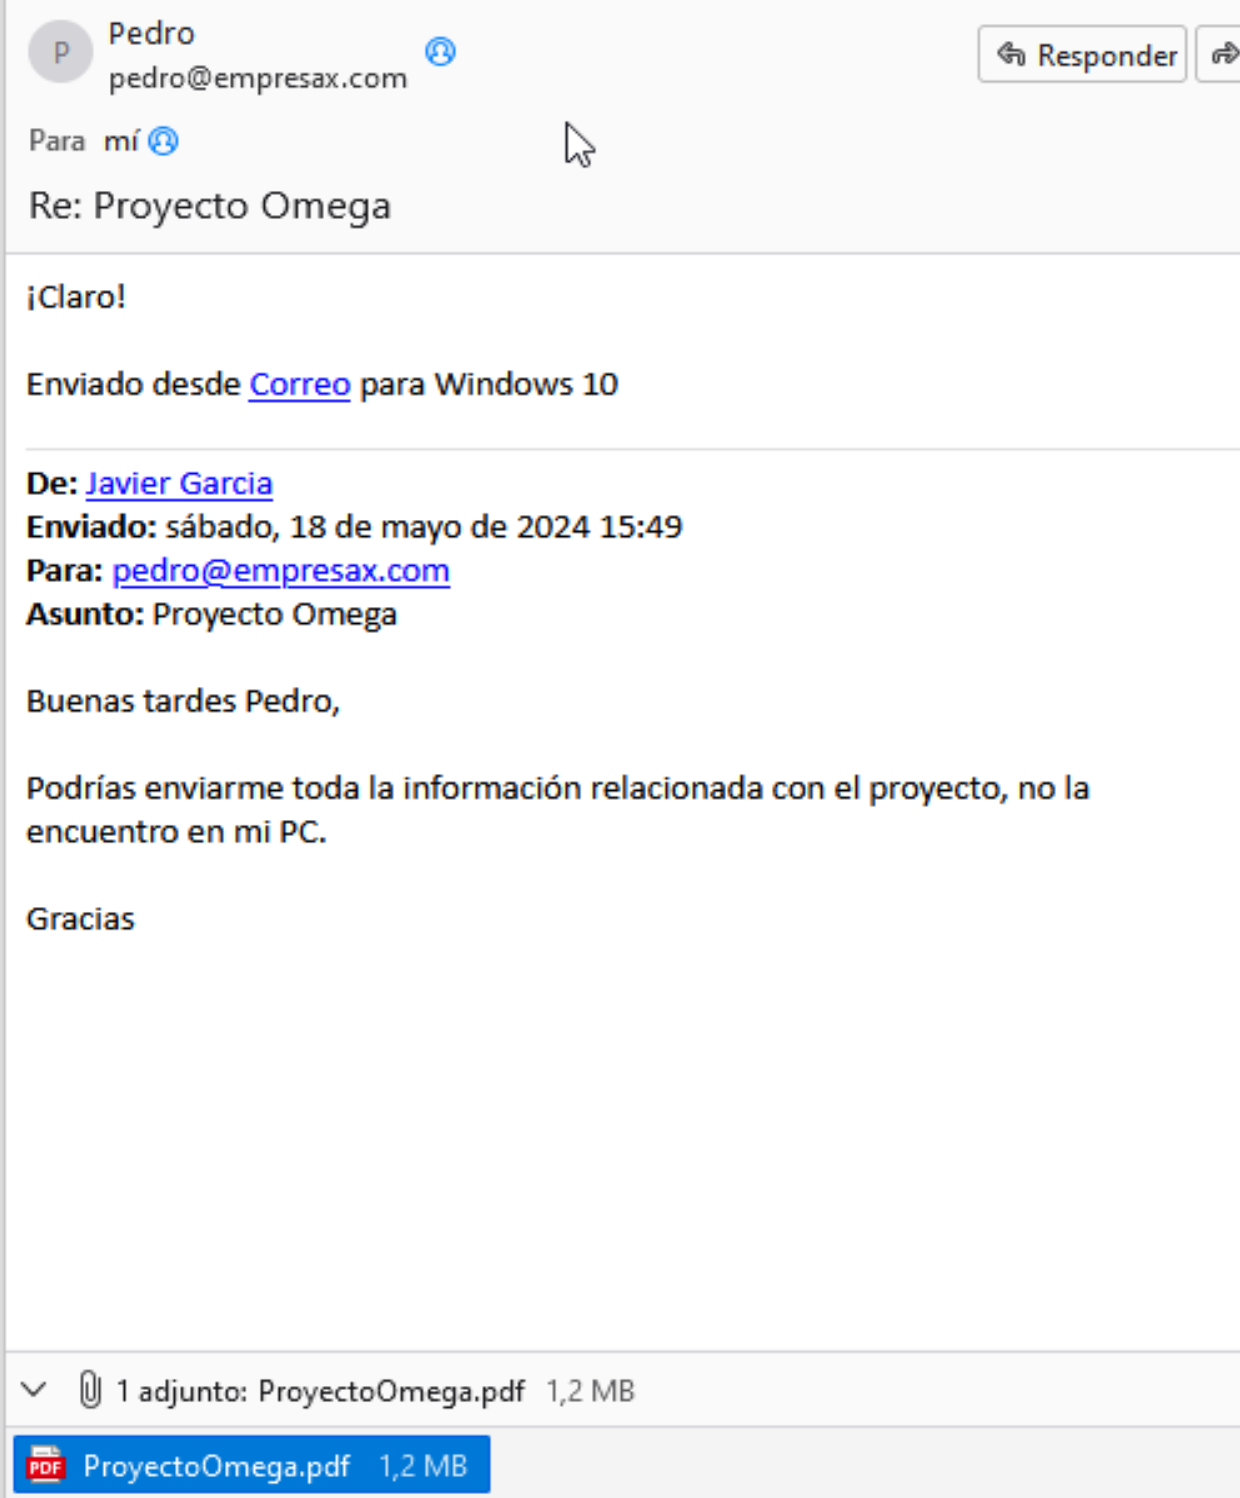 P
Pedro
pedro@empresax.com
Responder
Para mí
Re: Proyecto Omega
¡Claro!
Enviado desde Correo para Windows 10
De: Javier Garcia
Enviado: sábado, 18 de mayo de 2024 15:49
Para: pedro@empresax.com
Asunto: Proyecto Omega
Buenas tardes Pedro,
Podrías enviarme toda la información relacionada con el proyecto, no la
encuentro en mi PC.
Gracias
1 adjunto: ProyectoOmega.pdf 1,2 MB
PDF ProyectoOmega.pdf 1,2 MB